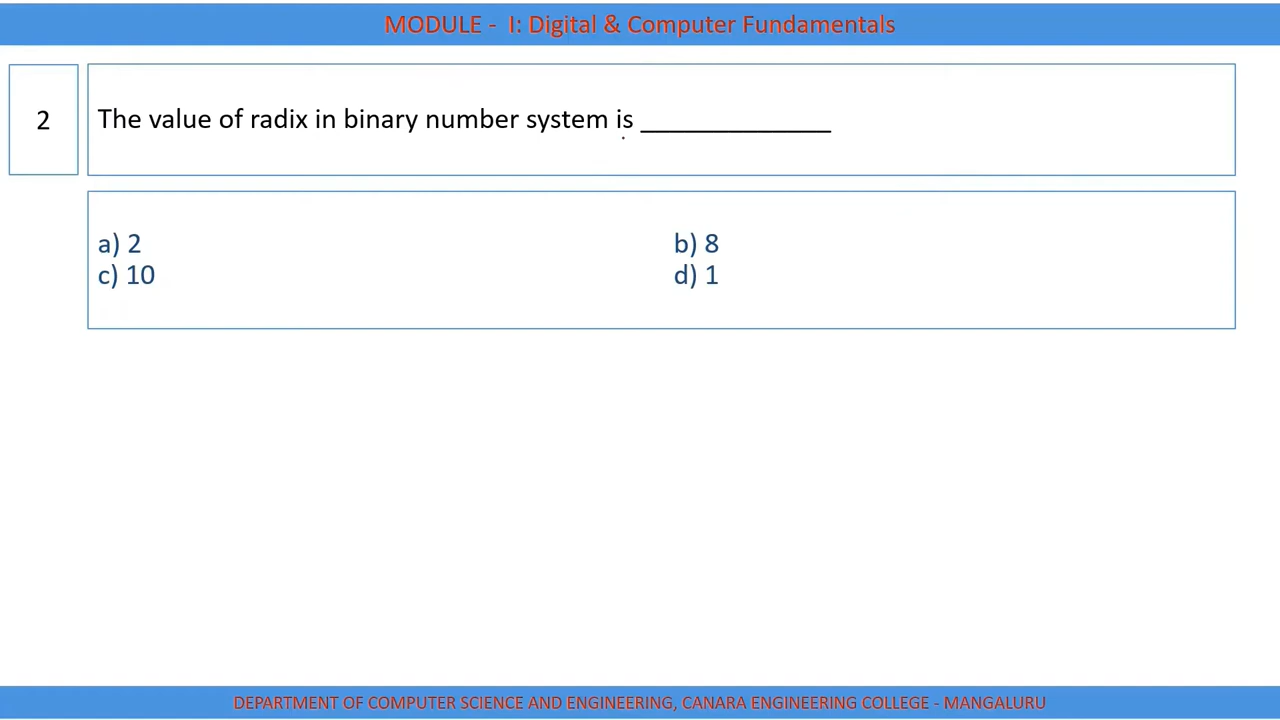 MODULE - I: Digital & Computer Fundamentals
2
The value of radix in binary number system is _____________
a) 2 b) 8
c) 10 d) 1
DEPARTMENT OF COMPUTER SCIENCE AND ENGINEERING, CANARA ENGINEERING COLLEGE - MANGALURU